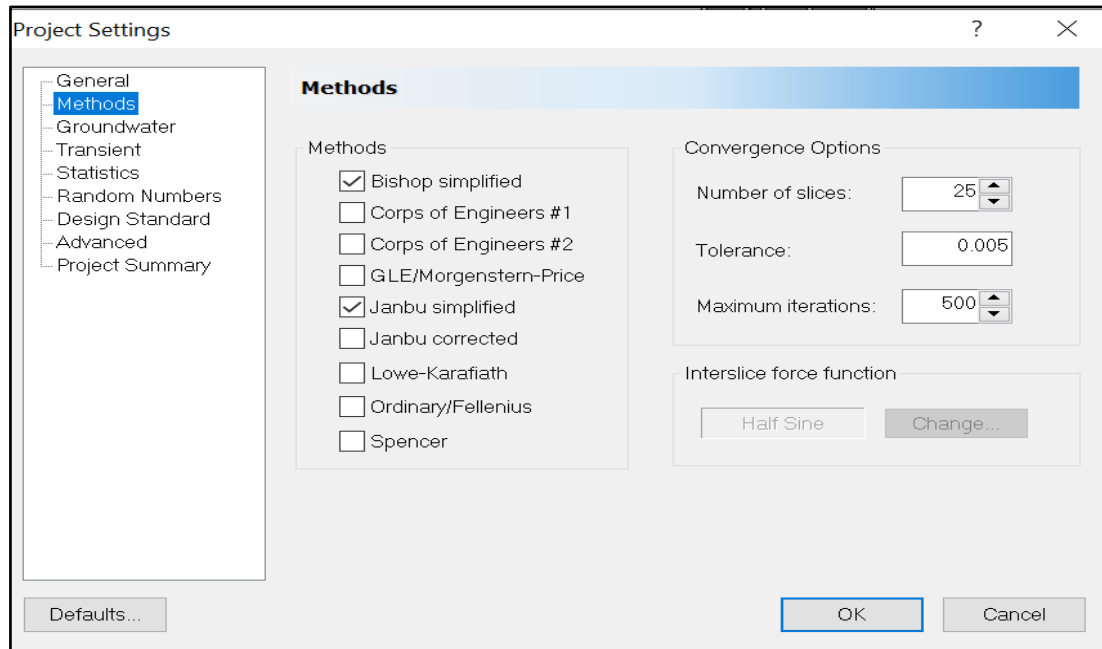 Project Settings
?
General
Methods
Groundwater
Transient
Statistics
Random Numbers
Design Standard
Advanced
Project Summary
Methods
Methods
Bishop simplified
Corps of Engineers #1
Corps of Engineers #2
GLE/Morgenstern-Price
Janbu simplified
Janbu corrected
Lowe-Karafiath
Ordinary/Fellenius
Spencer
Convergence Options
Number of slices: 25
Tolerance: 0.005
Maximum iterations: 500
Interslice force function
Half Sine Change...
Defaults... OK Cancel